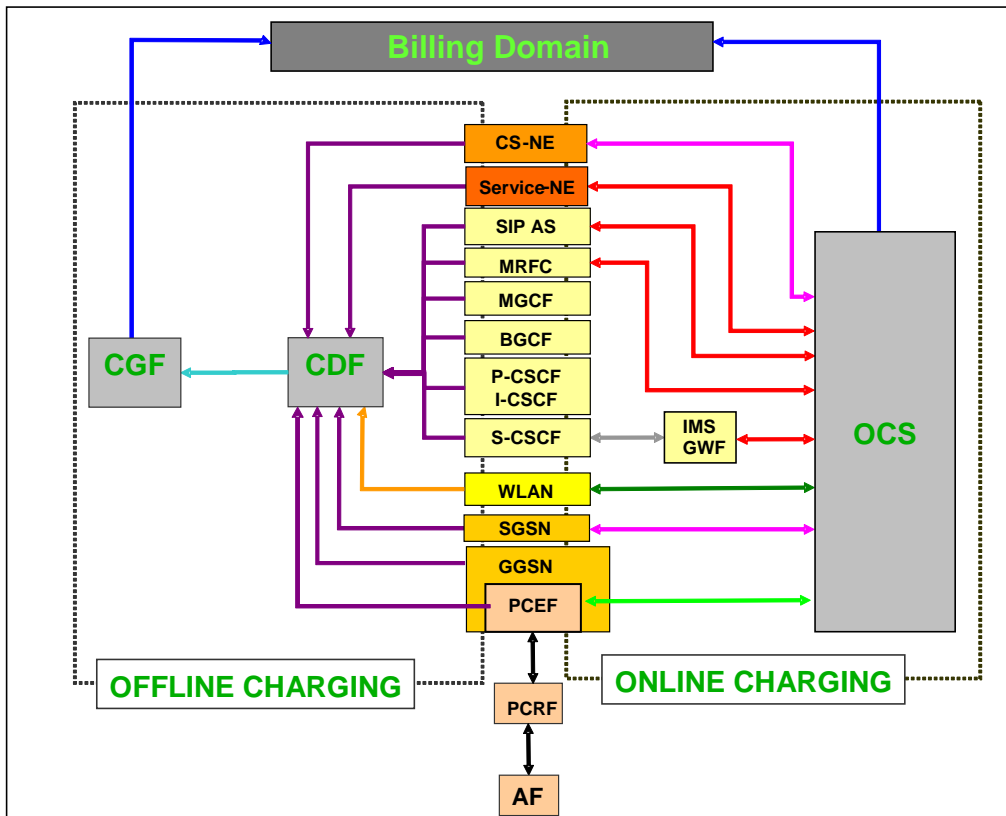 Billing Domain
CS-NE
Service-NE
SIP AS
MRFC
MGCF
BGCF
CGF
CDF
P-CSCF
I-CSCF
S-CSCF
IMS
GWF
OCS
WLAN
SGSN
GGSN
PCEF
OFFLINE CHARGING
ONLINE CHARGING
PCRF
AF